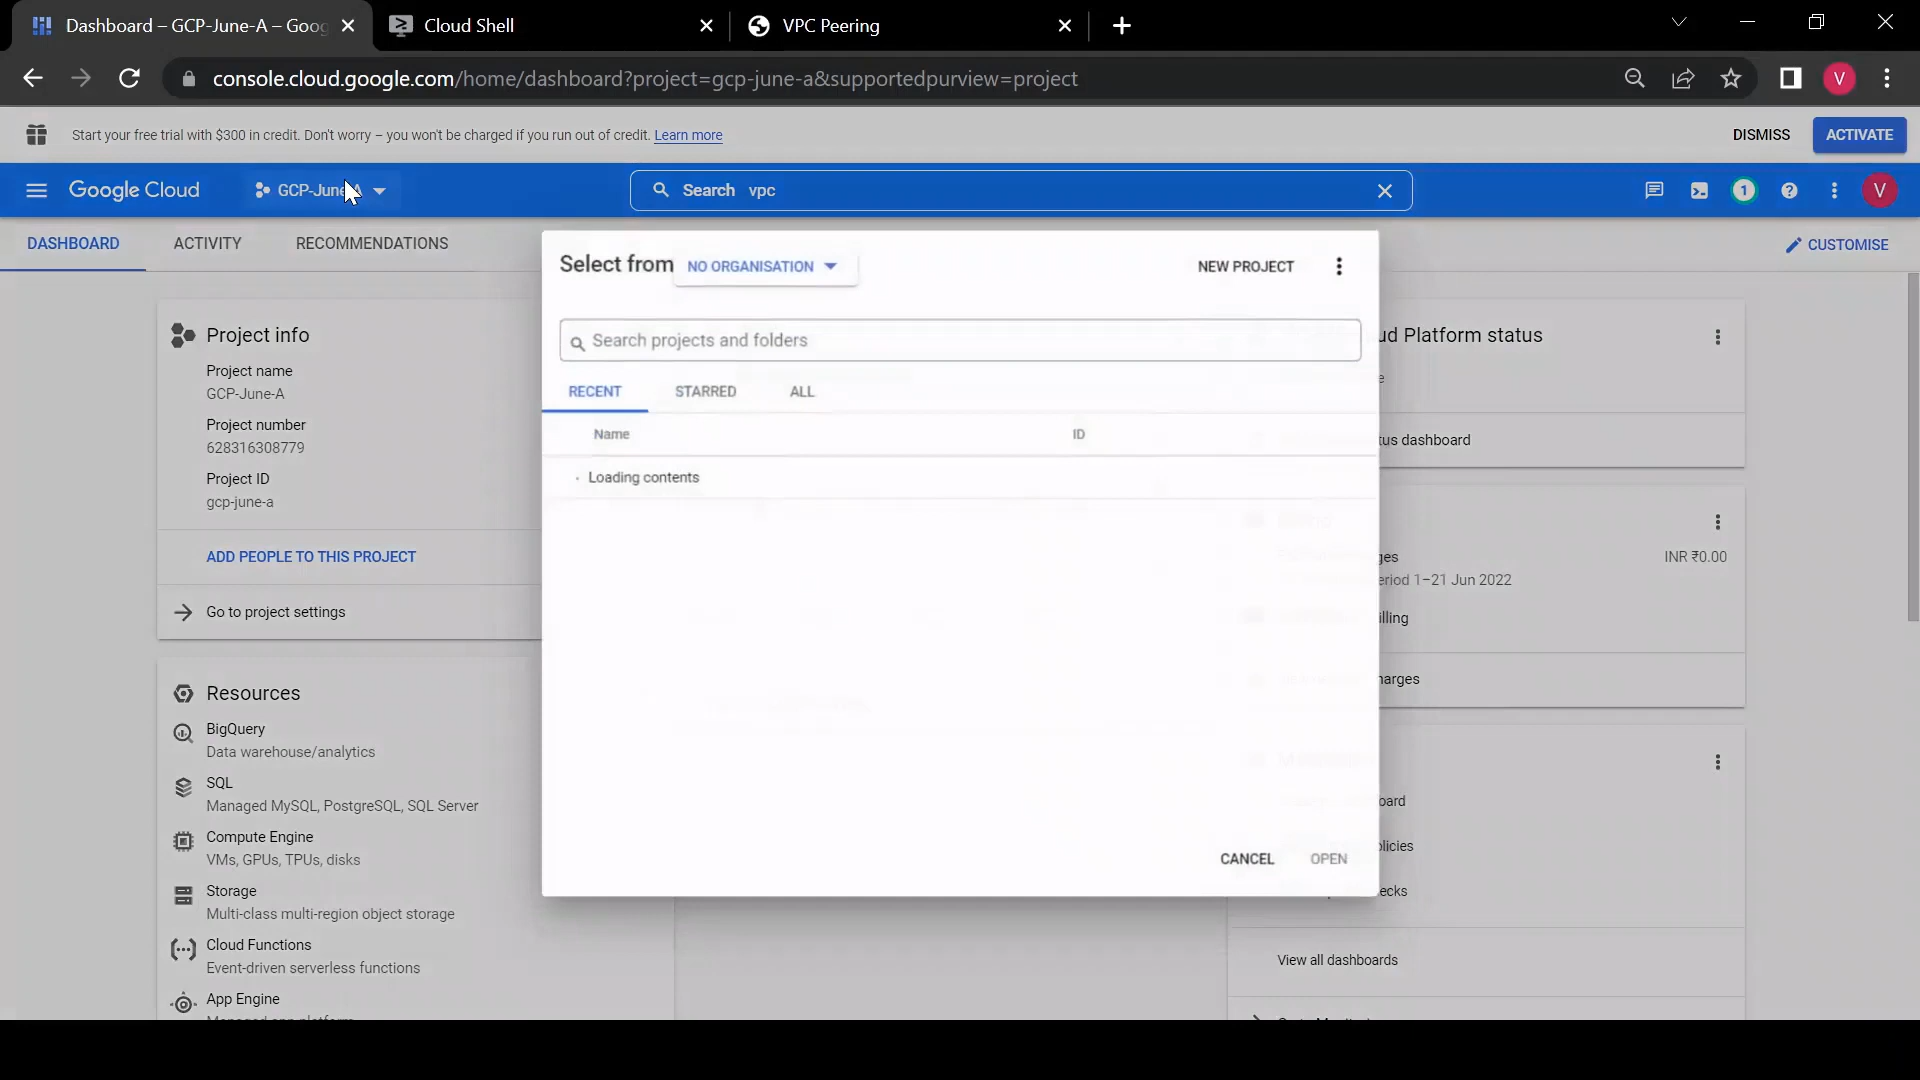 Dashboard – GCP-June-A – Goog
Cloud Shell
VPC Peering
console.cloud.google.com/home/dashboard?project=gcp-june-a&supportedpurview=project
V
Start your free trial with $300 in credit. Don't worry – you won't be charged if you run out of credit. Learn more
DISMISS
ACTIVATE
Google Cloud
GCP-June-A
Search vpc
1
V
DASHBOARD
ACTIVITY
RECOMMENDATIONS
CUSTOMISE
Select from
NO ORGANISATION
NEW PROJECT
Search projects and folders
RECENT
STARRED
ALL
Name
ID
Loading contents
CANCEL
OPEN
Project info
Project name
GCP-June-A
Project number
628316308779
Project ID
gcp-june-a
ADD PEOPLE TO THIS PROJECT
Go to project settings
Resources
BigQuery
Data warehouse/analytics
SQL
Managed MySQL, PostgreSQL, SQL Server
Compute Engine
VMs, GPUs, TPUs, disks
Storage
Multi-class multi-region object storage
Cloud Functions
Event-driven serverless functions
App Engine
ud Platform status
tus dashboard
ges
INR ₹0.00
eriod 1–21 Jun 2022
illing
harges
oard
olicies
ecks
View all dashboards